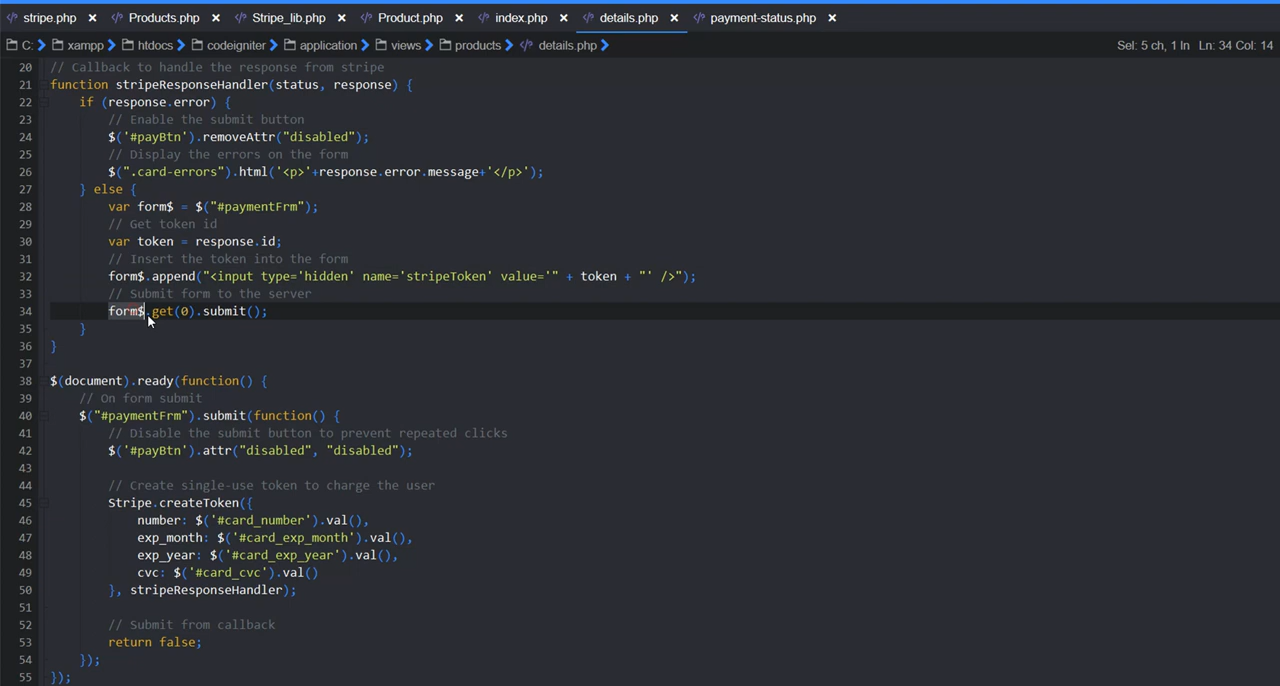 stripe.php Products.php Stripe_lib.php Product.php index.php details.php payment-status.php
C: xampp htdocs codeigniter application views products details.php Sel: 5 ch, 1 ln Ln: 34 Col: 14
20 // Callback to handle the response from stripe
21 function stripeResponseHandler(status, response) {
22 if (response.error) {
23 // Enable the submit button
24 $('#payBtn').removeAttr("disabled");
25 // Display the errors on the form
26 $(".card-errors").html('<p>'+response.error.message+'</p>');
27 } else {
28 var form$ = $("#paymentFrm");
29 // Get token id
30 var token = response.id;
31 // Insert the token into the form
32 form$.append("<input type='hidden' name='stripeToken' value='" + token + "' />");
33 // Submit form to the server
34 form$.get(0).submit();
35 }
36 }
37
38 $(document).ready(function() {
39 // On form submit
40 $("#paymentFrm").submit(function() {
41 // Disable the submit button to prevent repeated clicks
42 $('#payBtn').attr("disabled", "disabled");
43
44 // Create single-use token to charge the user
45 Stripe.createToken({
46 number: $('#card_number').val(),
47 exp_month: $('#card_exp_month').val(),
48 exp_year: $('#card_exp_year').val(),
49 cvc: $('#card_cvc').val()
50 }, stripeResponseHandler);
51
52 // Submit from callback
53 return false;
54 });
55 });